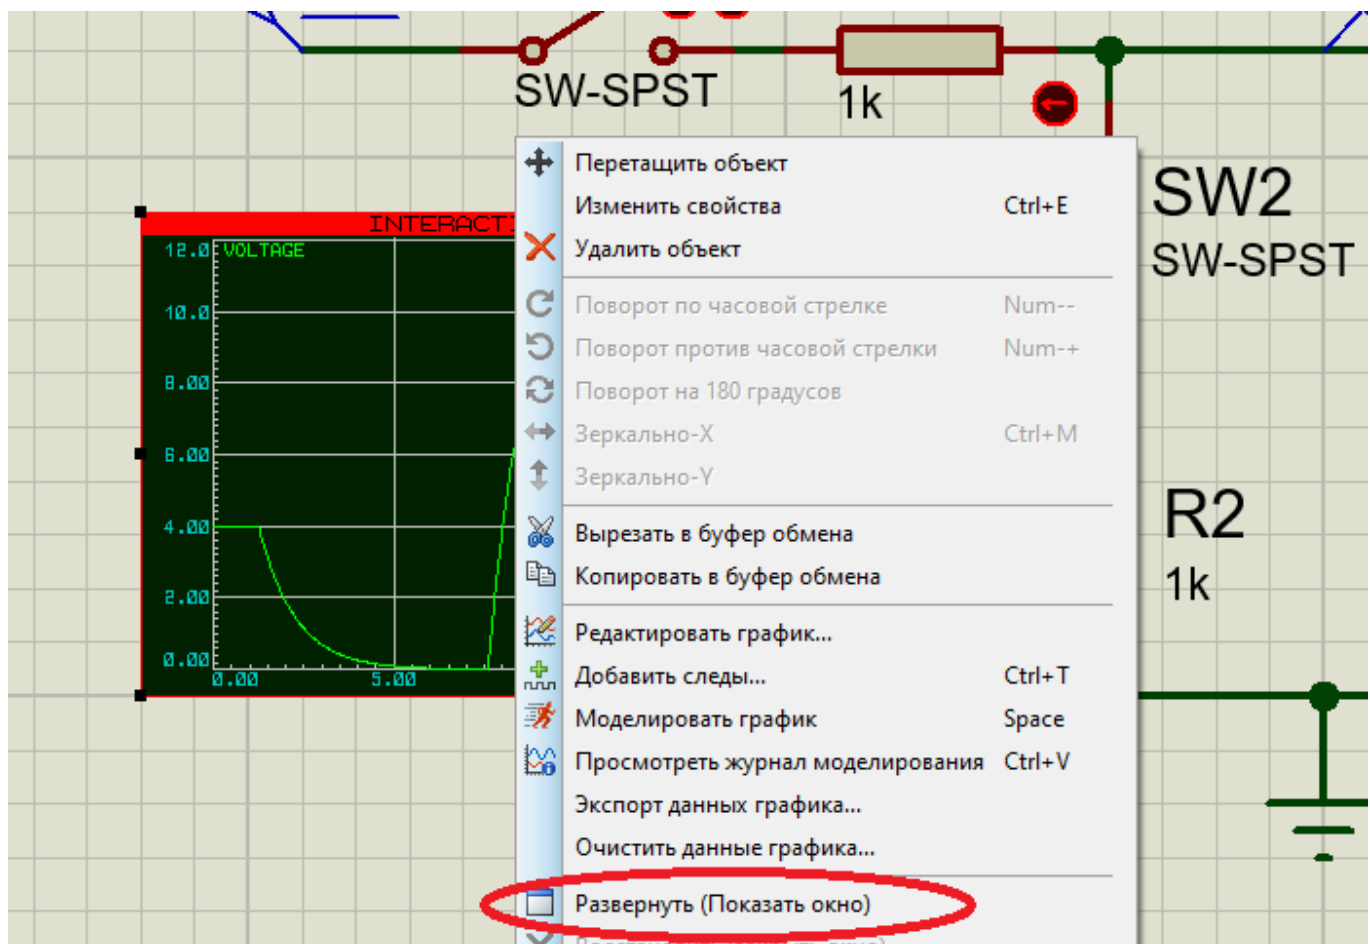 SW-SPST
1k
SW2
SW-SPST
R2
1k
INTERACT
12.0 VOLTAGE
10.0
8.00
6.00
4.00
2.00
0.00
0.00 5.00
Перетащить объект
Изменить свойства Ctrl+E
Удалить объект
Поворот по часовой стрелке Num--
Поворот против часовой стрелки Num-+
Поворот на 180 градусов
Зеркально-X Ctrl+M
Зеркально-Y
Вырезать в буфер обмена
Копировать в буфер обмена
Редактировать график...
Добавить следы... Ctrl+T
Моделировать график Space
Просмотреть журнал моделирования Ctrl+V
Экспорт данных графика...
Очистить данные графика...
Развернуть (Показать окно)